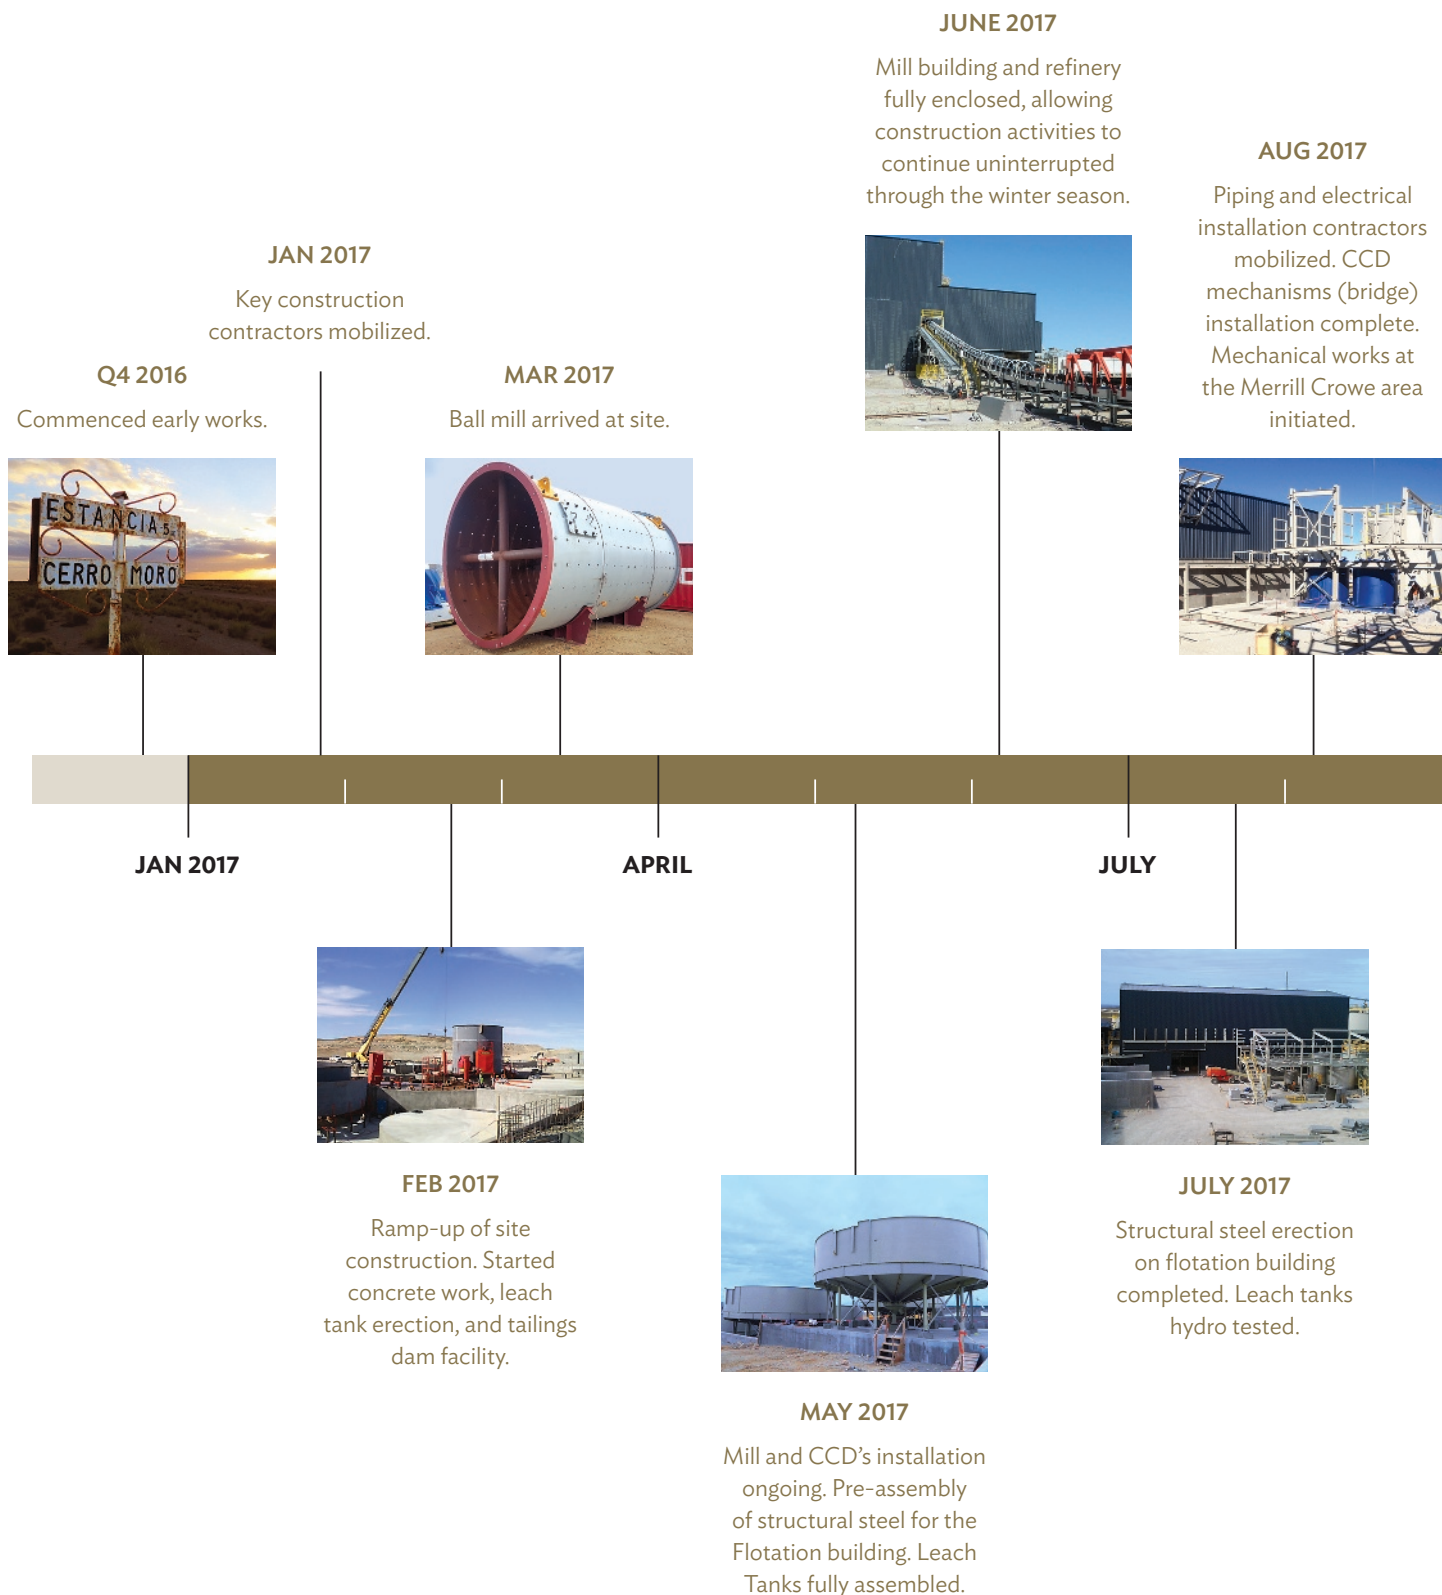 JUNE 2017
Mill building and refinery
fully enclosed, allowing
construction activities to
continue uninterrupted
through the winter season.
AUG 2017
Piping and electrical
installation contractors
mobilized. CCD
mechanisms (bridge)
installation complete.
Mechanical works at
the Merrill Crowe area
initiated.
JAN 2017
Key construction
contractors mobilized.
Q4 2016
Commenced early works.
MAR 2017
Ball mill arrived at site.
ESTANCIA
CERRO MORO
JAN 2017
APRIL
JULY
FEB 2017
Ramp-up of site
construction. Started
concrete work, leach
tank erection, and tailings
dam facility.
JULY 2017
Structural steel erection
on flotation building
completed. Leach tanks
hydro tested.
MAY 2017
Mill and CCD’s installation
ongoing. Pre-assembly
of structural steel for the
Flotation building. Leach
Tanks fully assembled.